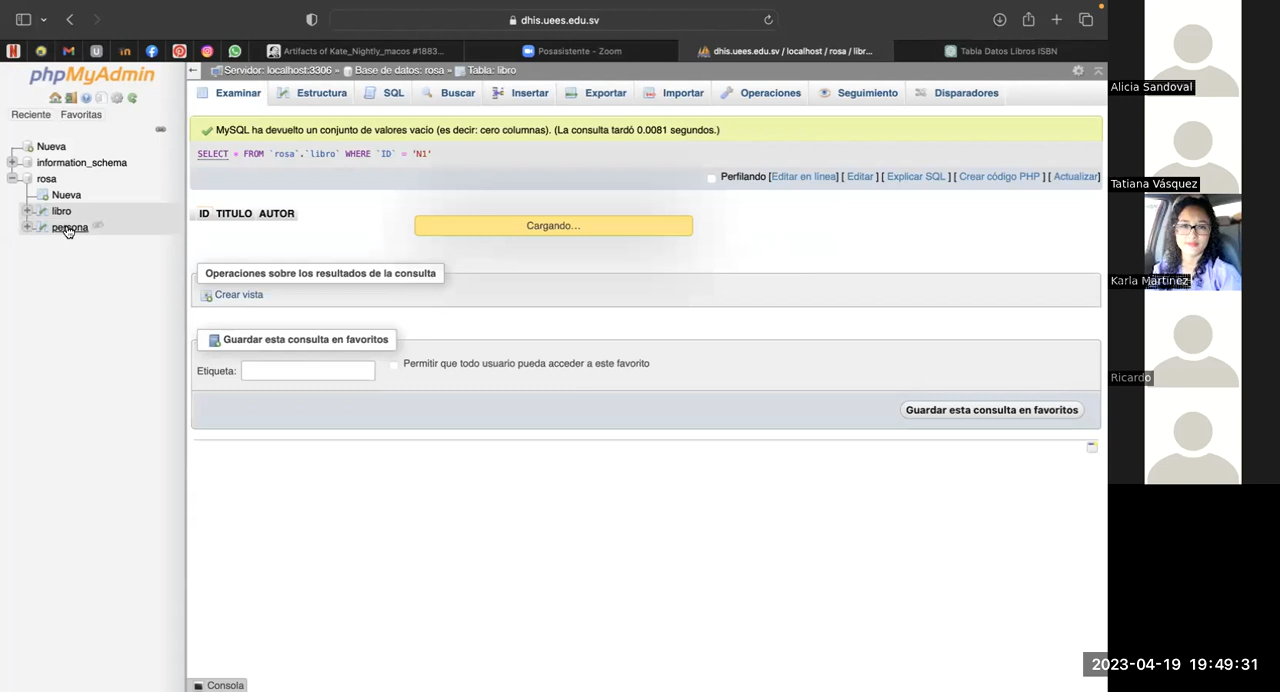 dhis.uees.edu.sv
Artifacts of Kate_Nightly_macos #1883...
Posasistente - Zoom
dhis.uees.edu.sv / localhost / rosa / libr...
Tabla Datos Libros ISBN
phpMyAdmin
Reciente Favoritas
Nueva
information_schema
rosa
Nueva
libro
persona
Servidor: localhost:3306 » Base de datos: rosa » Tabla: libro
Examinar Estructura SQL Buscar Insertar Exportar Importar Operaciones Seguimiento Disparadores
MySQL ha devuelto un conjunto de valores vacío (es decir: cero columnas). (La consulta tardó 0.0081 segundos.)
SELECT * FROM `rosa`.`libro` WHERE `ID` = 'N1'
Perfilando [Editar en línea] [ Editar ] [ Explicar SQL ] [ Crear código PHP ] [ Actualizar]
ID TITULO AUTOR
Cargando...
Operaciones sobre los resultados de la consulta
Crear vista
Guardar esta consulta en favoritos
Etiqueta:
Permitir que todo usuario pueda acceder a este favorito
Guardar esta consulta en favoritos
Consola
Alicia Sandoval
Tatiana Vásquez
Karla Martinez
Ricardo
2023-04-19 19:49:31